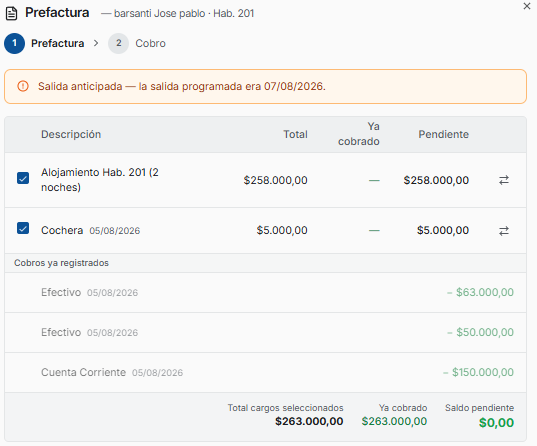 Prefactura — barsanti Jose pablo · Hab. 201
1 Prefactura > 2 Cobro
Salida anticipada — la salida programada era 07/08/2026.
Descripción Total Ya cobrado Pendiente
Alojamiento Hab. 201 (2 noches) $258.000,00 — $258.000,00
Cochera 05/08/2026 $5.000,00 — $5.000,00
Cobros ya registrados
Efectivo 05/08/2026 − $63.000,00
Efectivo 05/08/2026 − $50.000,00
Cuenta Corriente 05/08/2026 − $150.000,00
Total cargos seleccionados Ya cobrado Saldo pendiente
$263.000,00 $263.000,00 $0,00